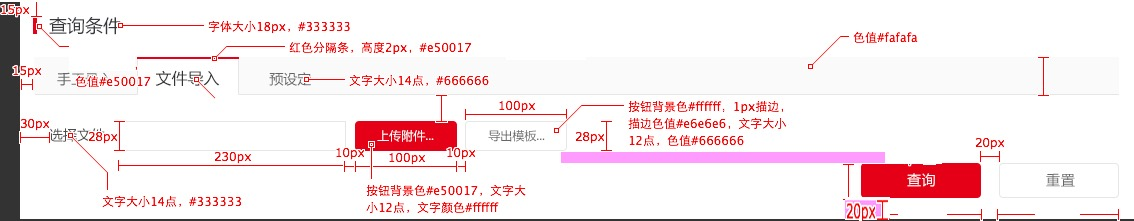 15px
查询条件
字体大小18px，#333333
红色分隔条，高度2px，#e50017
色值#fafafa
15px
手工导入
色值#e50017
文件导入
预设定
文字大小14点，#666666
100px
按钮背景色#ffffff，1px描边，
描边色值#e6e6e6，文字大小
12点，色值#666666
30px
选择文件
28px
上传附件...
导出模板...
28px
230px
10px
100px
10px
20px
文字大小14点，#333333
按钮背景色#e50017，文字大
小12点，文字颜色#ffffff
查询
重置
20px